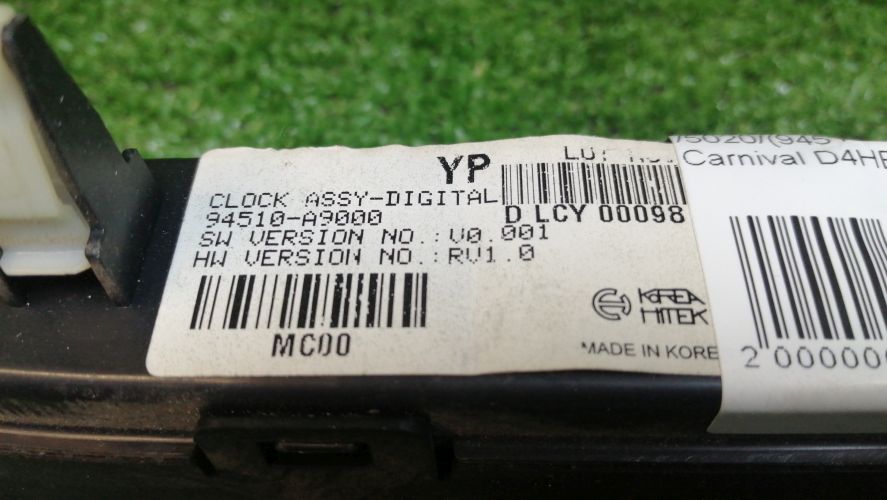 YP
CLOCK ASSY-DIGITAL
94510-A9000
SW VERSION NO.:V0.001
HW VERSION NO.:RV1.0
MC00
D LCY 00098
KOREA
HITEK
*MADE IN KORE
Carnival D4H
2 000000